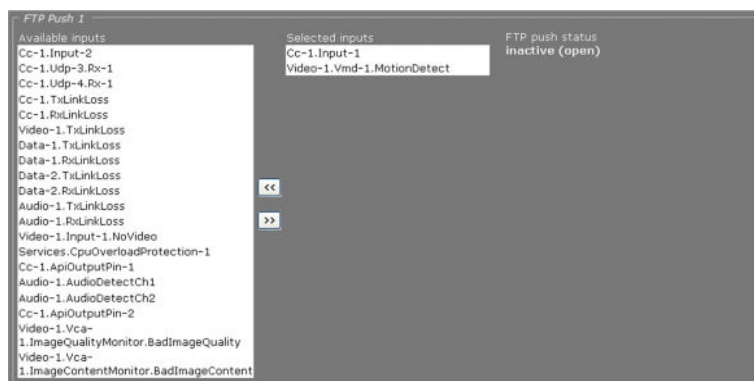 FTP Push 1
Available inputs
Cc-1.Input-2
Cc-1.Udp-3.Rx-1
Cc-1.Udp-4.Rx-1
Cc-1.TxLinkLoss
Cc-1.RxLinkLoss
Video-1.TxLinkLoss
Data-1.TxLinkLoss
Data-1.RxLinkLoss
Data-2.TxLinkLoss
Data-2.RxLinkLoss
Audio-1.TxLinkLoss
Audio-1.RxLinkLoss
Video-1.Input-1.NoVideo
Services.CpuOverloadProtection-1
Cc-1.ApiOutputPin-1
Audio-1.AudioDetectCh1
Audio-1.AudioDetectCh2
Cc-1.ApiOutputPin-2
Video-1.Vca-
1.ImageQualityMonitor.BadImageQuality
Video-1.Vca-
1.ImageContentMonitor.BadImageContent
<<
>>
Selected inputs
Cc-1.Input-1
Video-1.Vmd-1.MotionDetect
FTP push status
inactive (open)